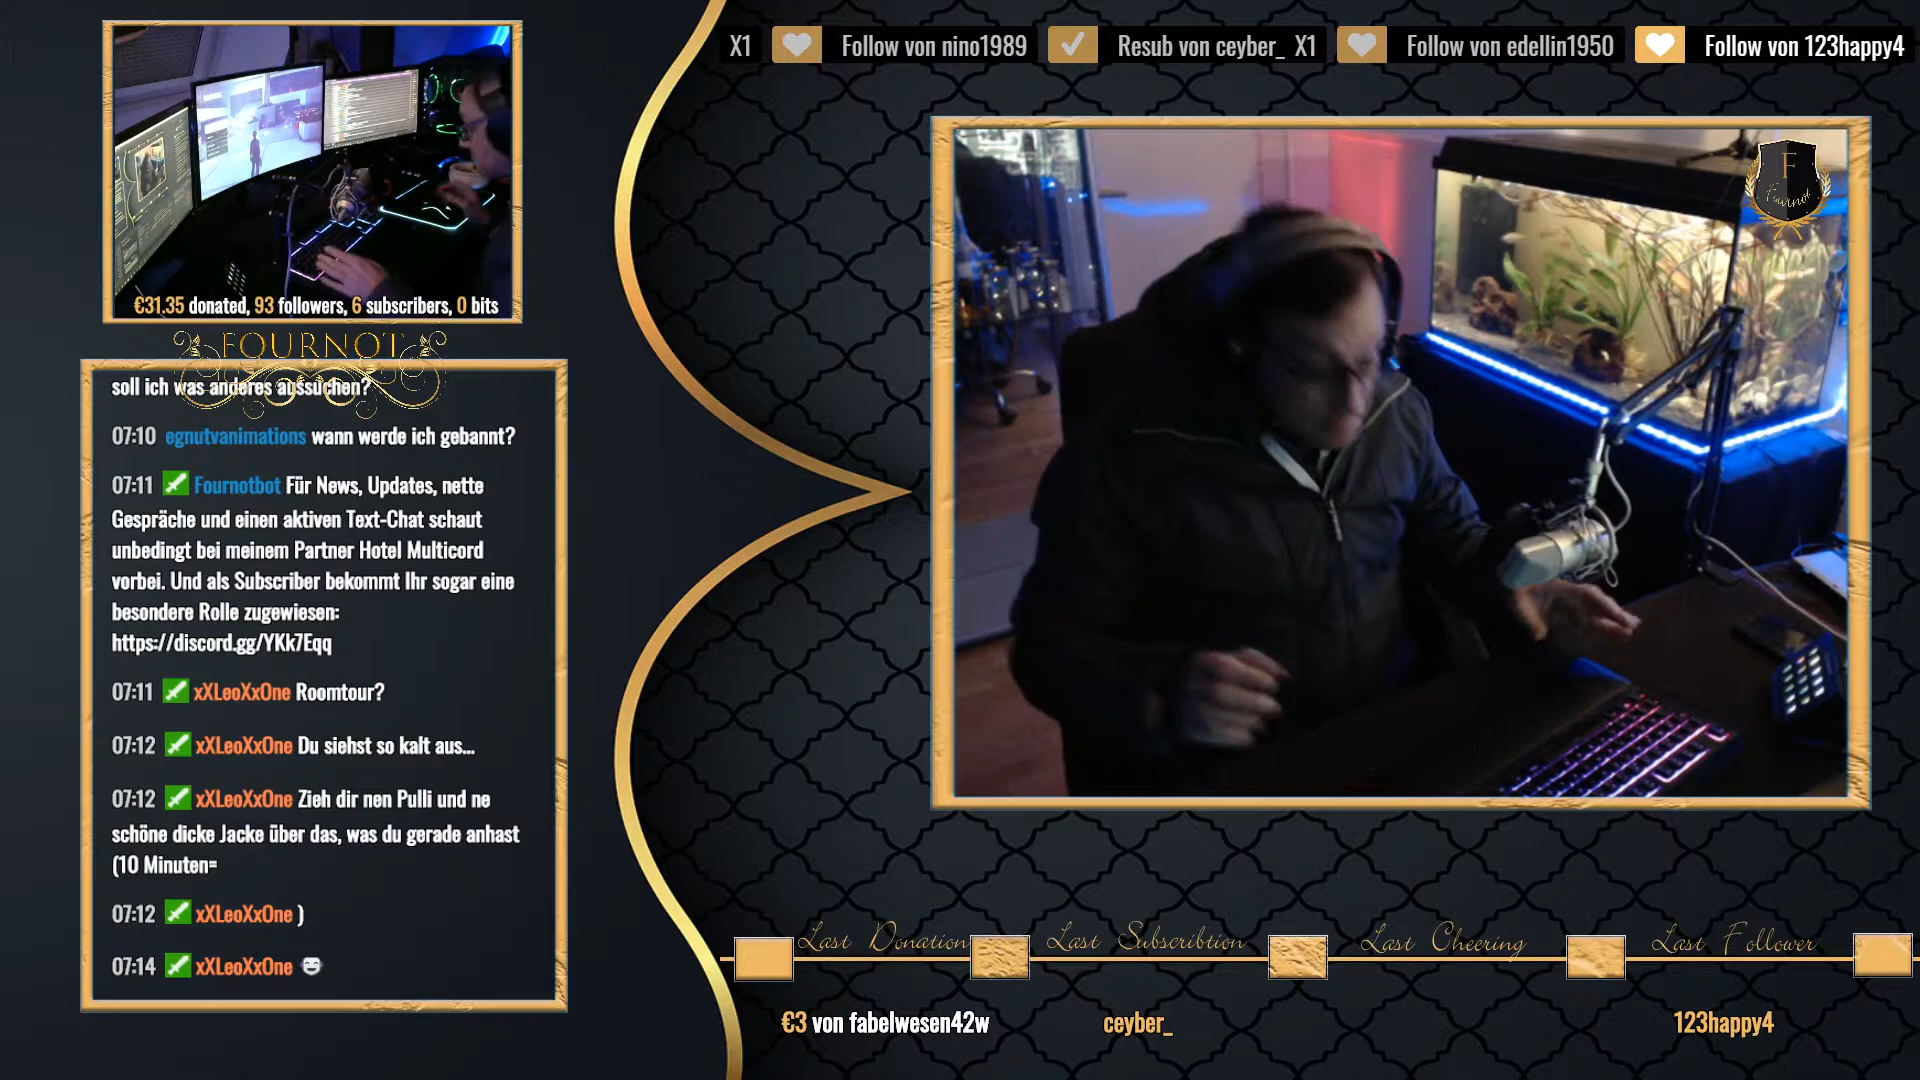 X1 Follow von nino1989 Resub von ceyber_ X1 Follow von edellin1950 Follow von 123happy4
F
Fournot
€31.35 donated, 93 followers, 6 subscribers, 0 bits
FOURNOT
soll ich was anderes aussuchen?
07:10 egnutvanimations wann werde ich gebannt?
07:11 Fournotbot Für News, Updates, nette
Gespräche und einen aktiven Text-Chat schaut
unbedingt bei meinem Partner Hotel Multicord
vorbei. Und als Subscriber bekommt Ihr sogar eine
besondere Rolle zugewiesen:
https://discord.gg/YKk7Eqq
07:11 xXLeoXxOne Roomtour?
07:12 xXLeoXxOne Du siehst so kalt aus...
07:12 xXLeoXxOne Zieh dir nen Pulli und ne
schöne dicke Jacke über das, was du gerade anhast
(10 Minuten=
07:12 xXLeoXxOne )
07:14 xXLeoXxOne
Last Donation Last Subscribtion Last Cheering Last Follower
€3 von fabelwesen42w ceyber_ 123happy4